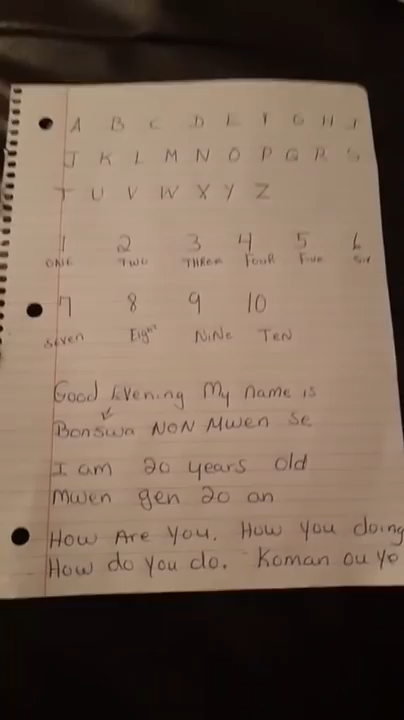 A B C D E F G H I
J K L M N O P Q R S
T U V W X Y Z
1 2 3 4 5 6
ONE TWO THREE FOUR FIVE SIX
7 8 9 10
SEVEN Eight NiNe TEN
Good Evening My name is
Bonswa NON Mwen Se
I am 20 years old
Mwen gen 20 an
How Are You. How you doing
How do you do. Koman ou yo